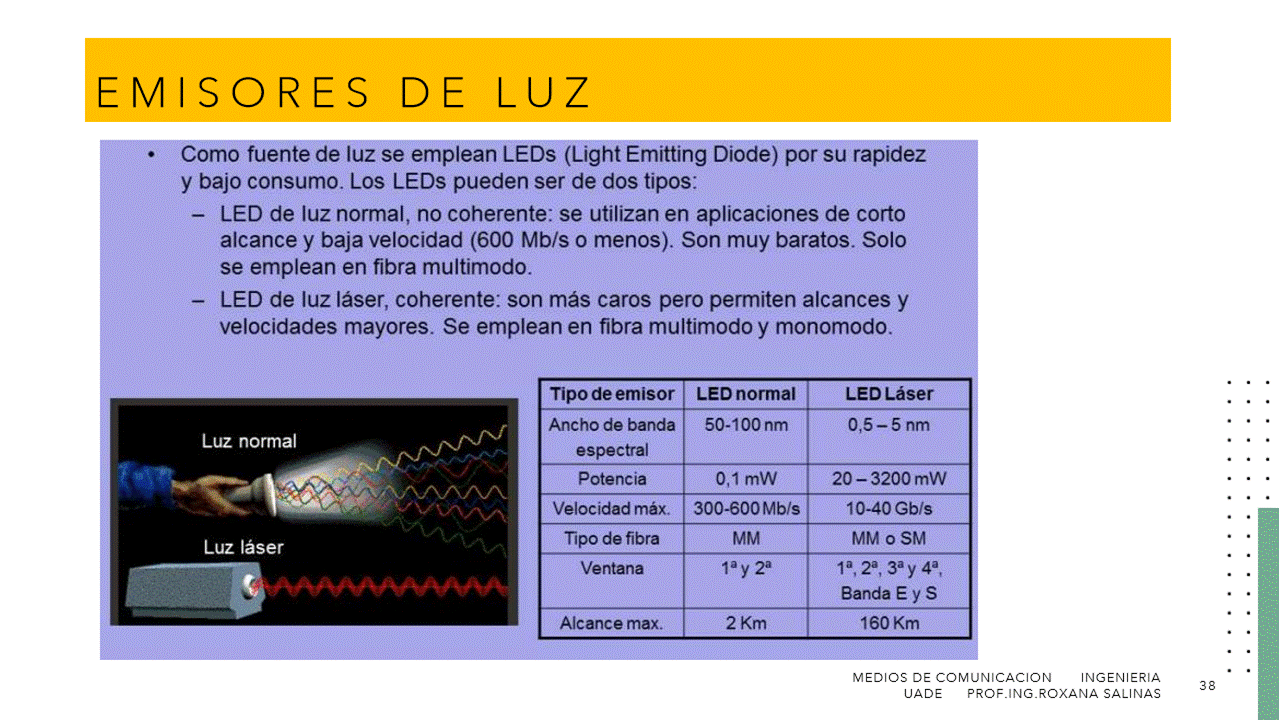 EMISORES DE LUZ
• Como fuente de luz se emplean LEDs (Light Emitting Diode) por su rapidez
y bajo consumo. Los LEDs pueden ser de dos tipos:
– LED de luz normal, no coherente: se utilizan en aplicaciones de corto
alcance y baja velocidad (600 Mb/s o menos). Son muy baratos. Solo
se emplean en fibra multimodo.
– LED de luz láser, coherente: son más caros pero permiten alcances y
velocidades mayores. Se emplean en fibra multimodo y monomodo.
Luz normal
Luz láser
Tipo de emisor LED normal LED Láser
Ancho de banda 50-100 nm 0,5 – 5 nm
espectral
Potencia 0,1 mW 20 – 3200 mW
Velocidad máx. 300-600 Mb/s 10-40 Gb/s
Tipo de fibra MM MM o SM
Ventana 1ª y 2ª 1ª, 2ª, 3ª y 4ª,
Banda E y S
Alcance max. 2 Km 160 Km
MEDIOS DE COMUNICACION INGENIERIA
UADE PROF.ING.ROXANA SALINAS
38